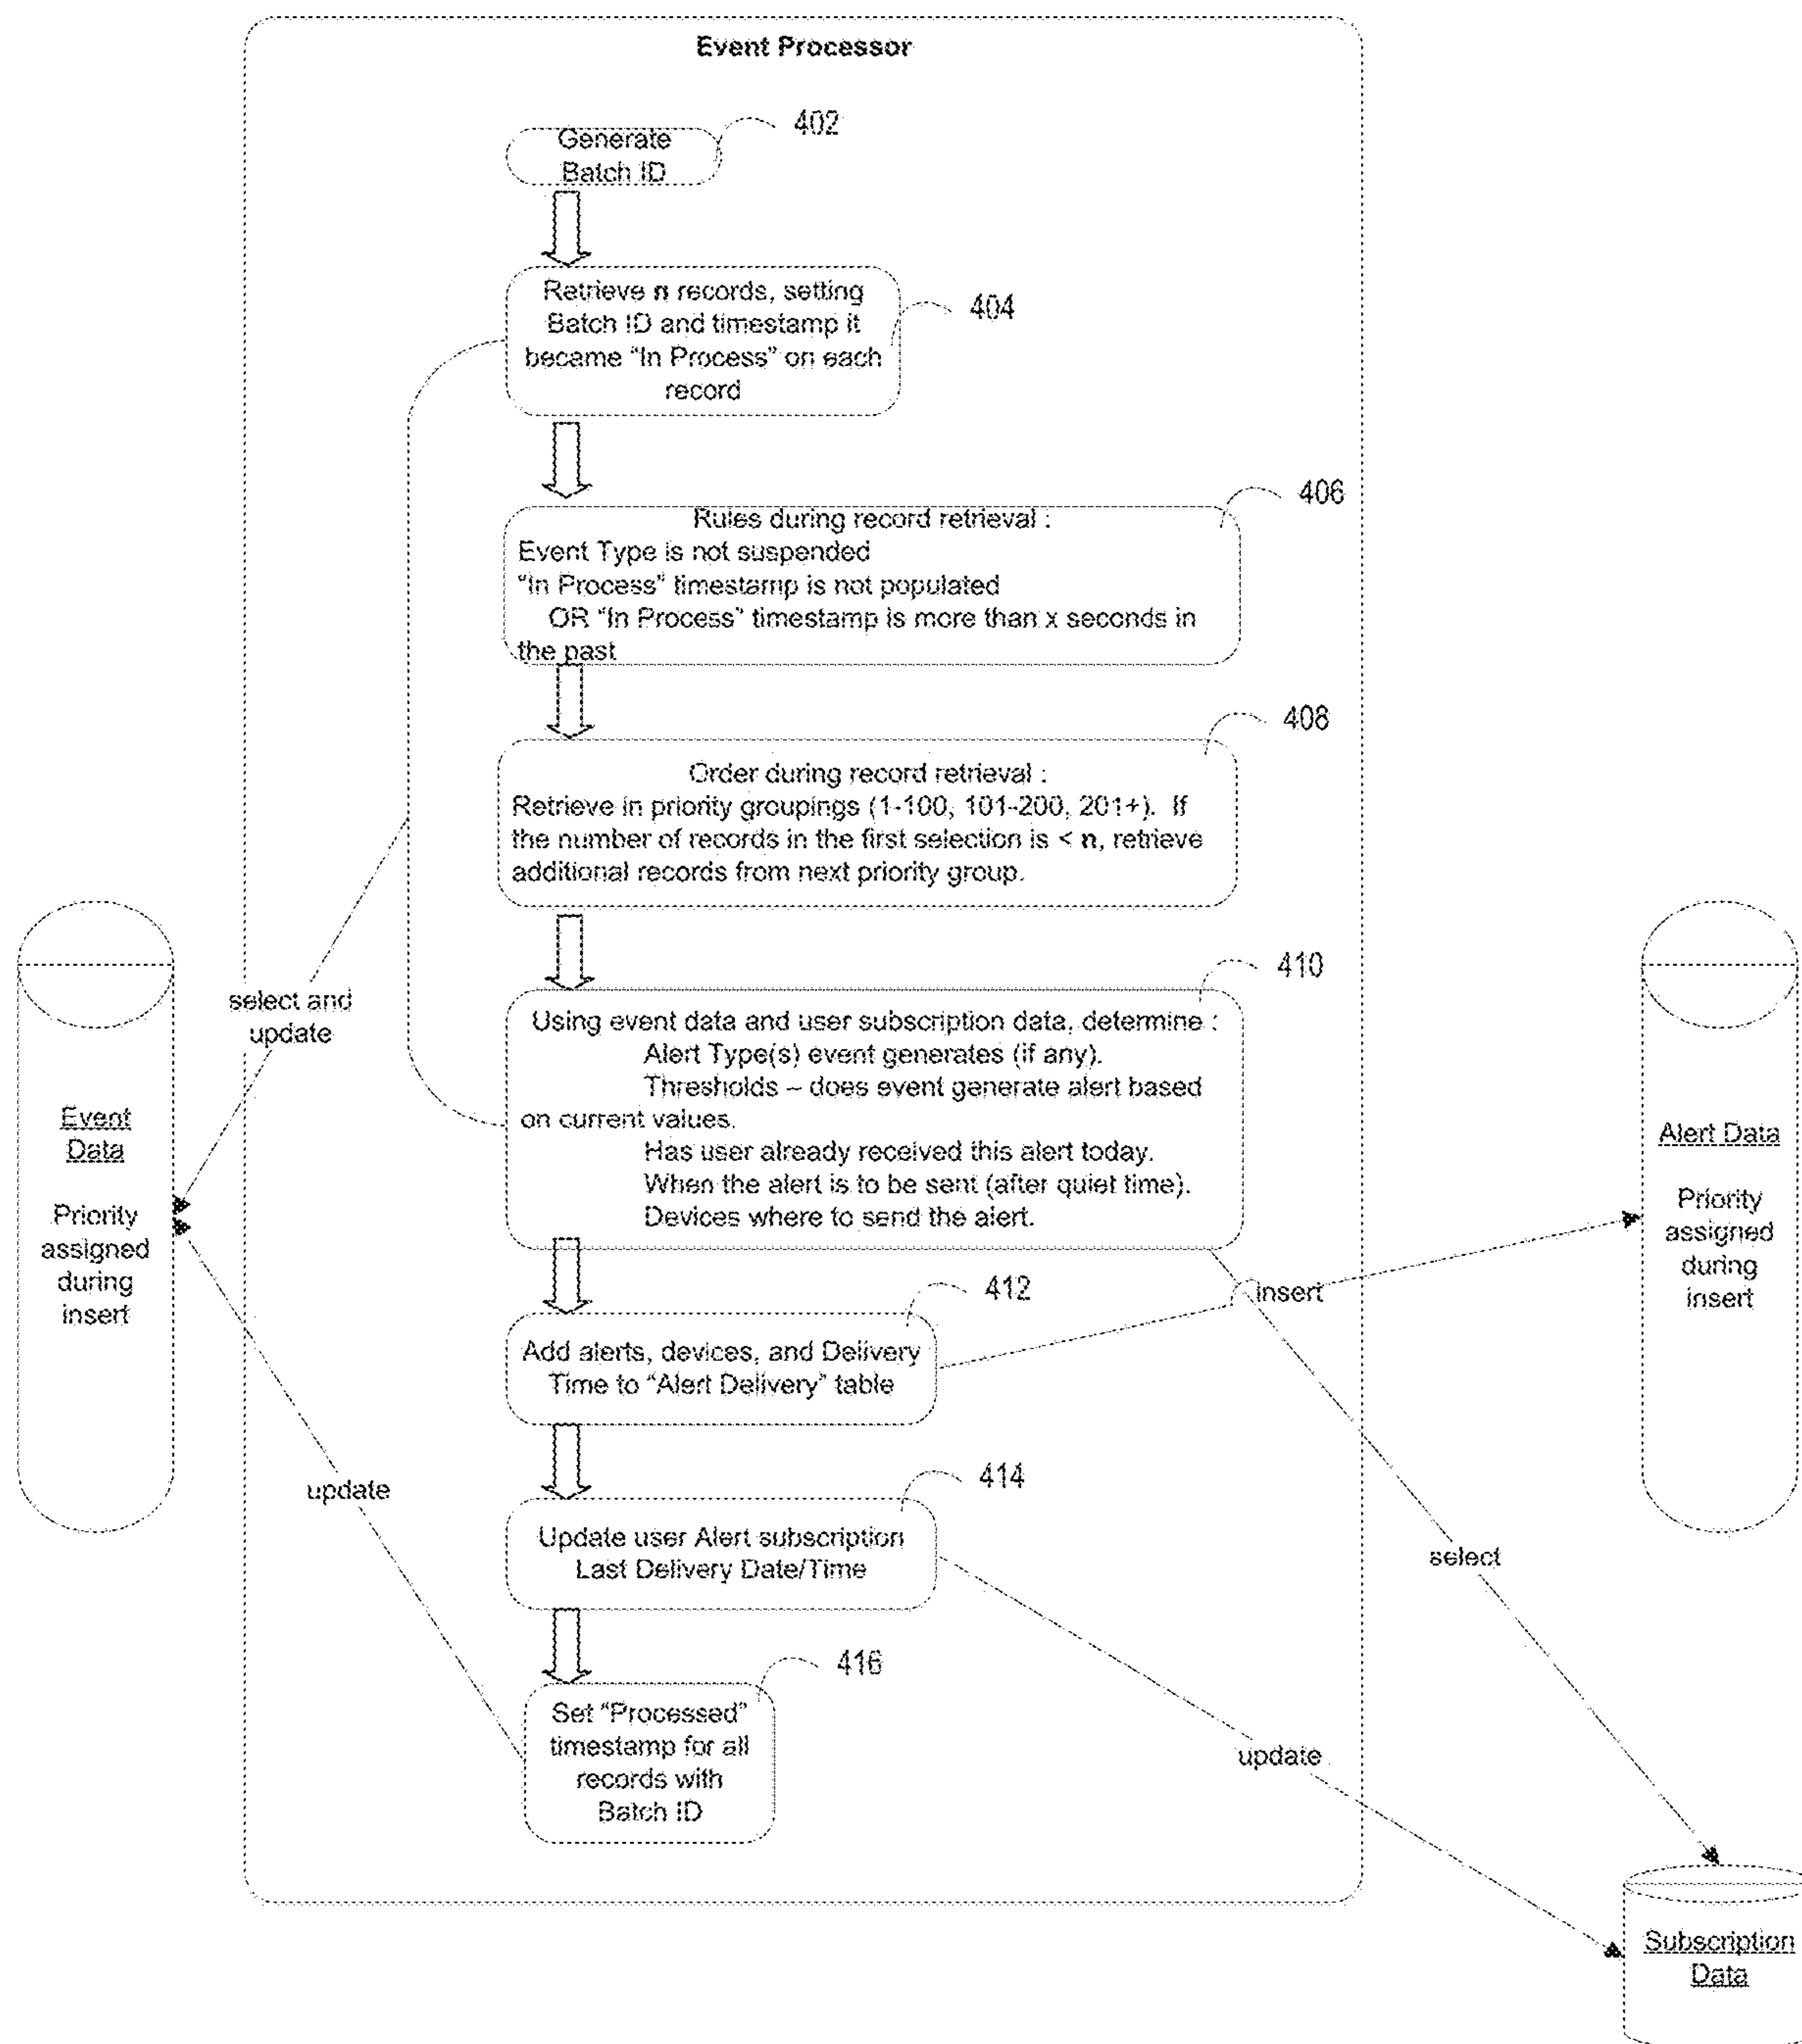 Event Processor
402
Generate
Batch ID
Retrieve n records, setting
Batch ID and timestamp it
became “In Process” on each
record
404
406
Rules during record retrieval :
Event Type is not suspended
“In Process” timestamp is not populated
OR “In Process” timestamp is more than x seconds in
the past
408
Order during record retrieval :
Retrieve in priority groupings (1-100, 101-200, 201+). If
the number of records in the first selection is < n, retrieve
additional records from next priority group.
410
select and
update
Using event data and user subscription data, determine :
Alert Type(s) event generates (if any).
Thresholds – does event generate alert based
on current values.
Has user already received this alert today.
When the alert is to be sent (after quiet time).
Devices where to send the alert.
Event
Data
Priority
assigned
during
insert
Alert Data
Priority
assigned
during
insert
412
insert
Add alerts, devices, and Delivery
Time to “Alert Delivery” table
414
update
Update user Alert subscription
Last Delivery Date/Time
select
416
Set “Processed”
timestamp for all
records with
Batch ID
update
Subscription
Data